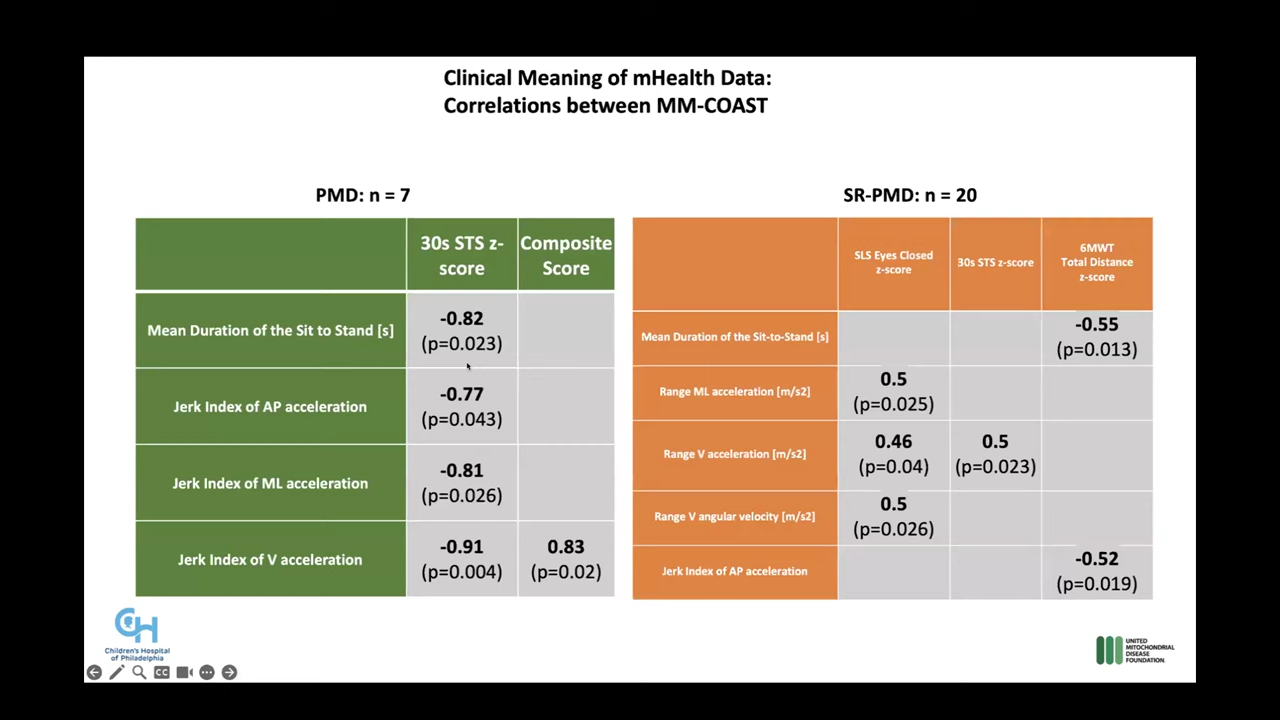 Clinical Meaning of mHealth Data:
Correlations between MM-COAST
PMD: n = 7
30s STS z-
score
Composite
Score
Mean Duration of the Sit to Stand [s]
-0.82
(p=0.023)
Jerk Index of AP acceleration
-0.77
(p=0.043)
Jerk Index of ML acceleration
-0.81
(p=0.026)
Jerk Index of V acceleration
-0.91
(p=0.004)
0.83
(p=0.02)
SR-PMD: n = 20
SLS Eyes Closed
z-score
30s STS z-score
6MWT
Total Distance
z-score
Mean Duration of the Sit-to-Stand [s]
-0.55
(p=0.013)
Range ML acceleration [m/s2]
0.5
(p=0.025)
Range V acceleration [m/s2]
0.46
(p=0.04)
0.5
(p=0.023)
Range V angular velocity [m/s2]
0.5
(p=0.026)
Jerk Index of AP acceleration
-0.52
(p=0.019)
CH
Children's Hospital
of Philadelphia
CC
UNITED
MITOCHONDRIAL
DISEASE
FOUNDATION